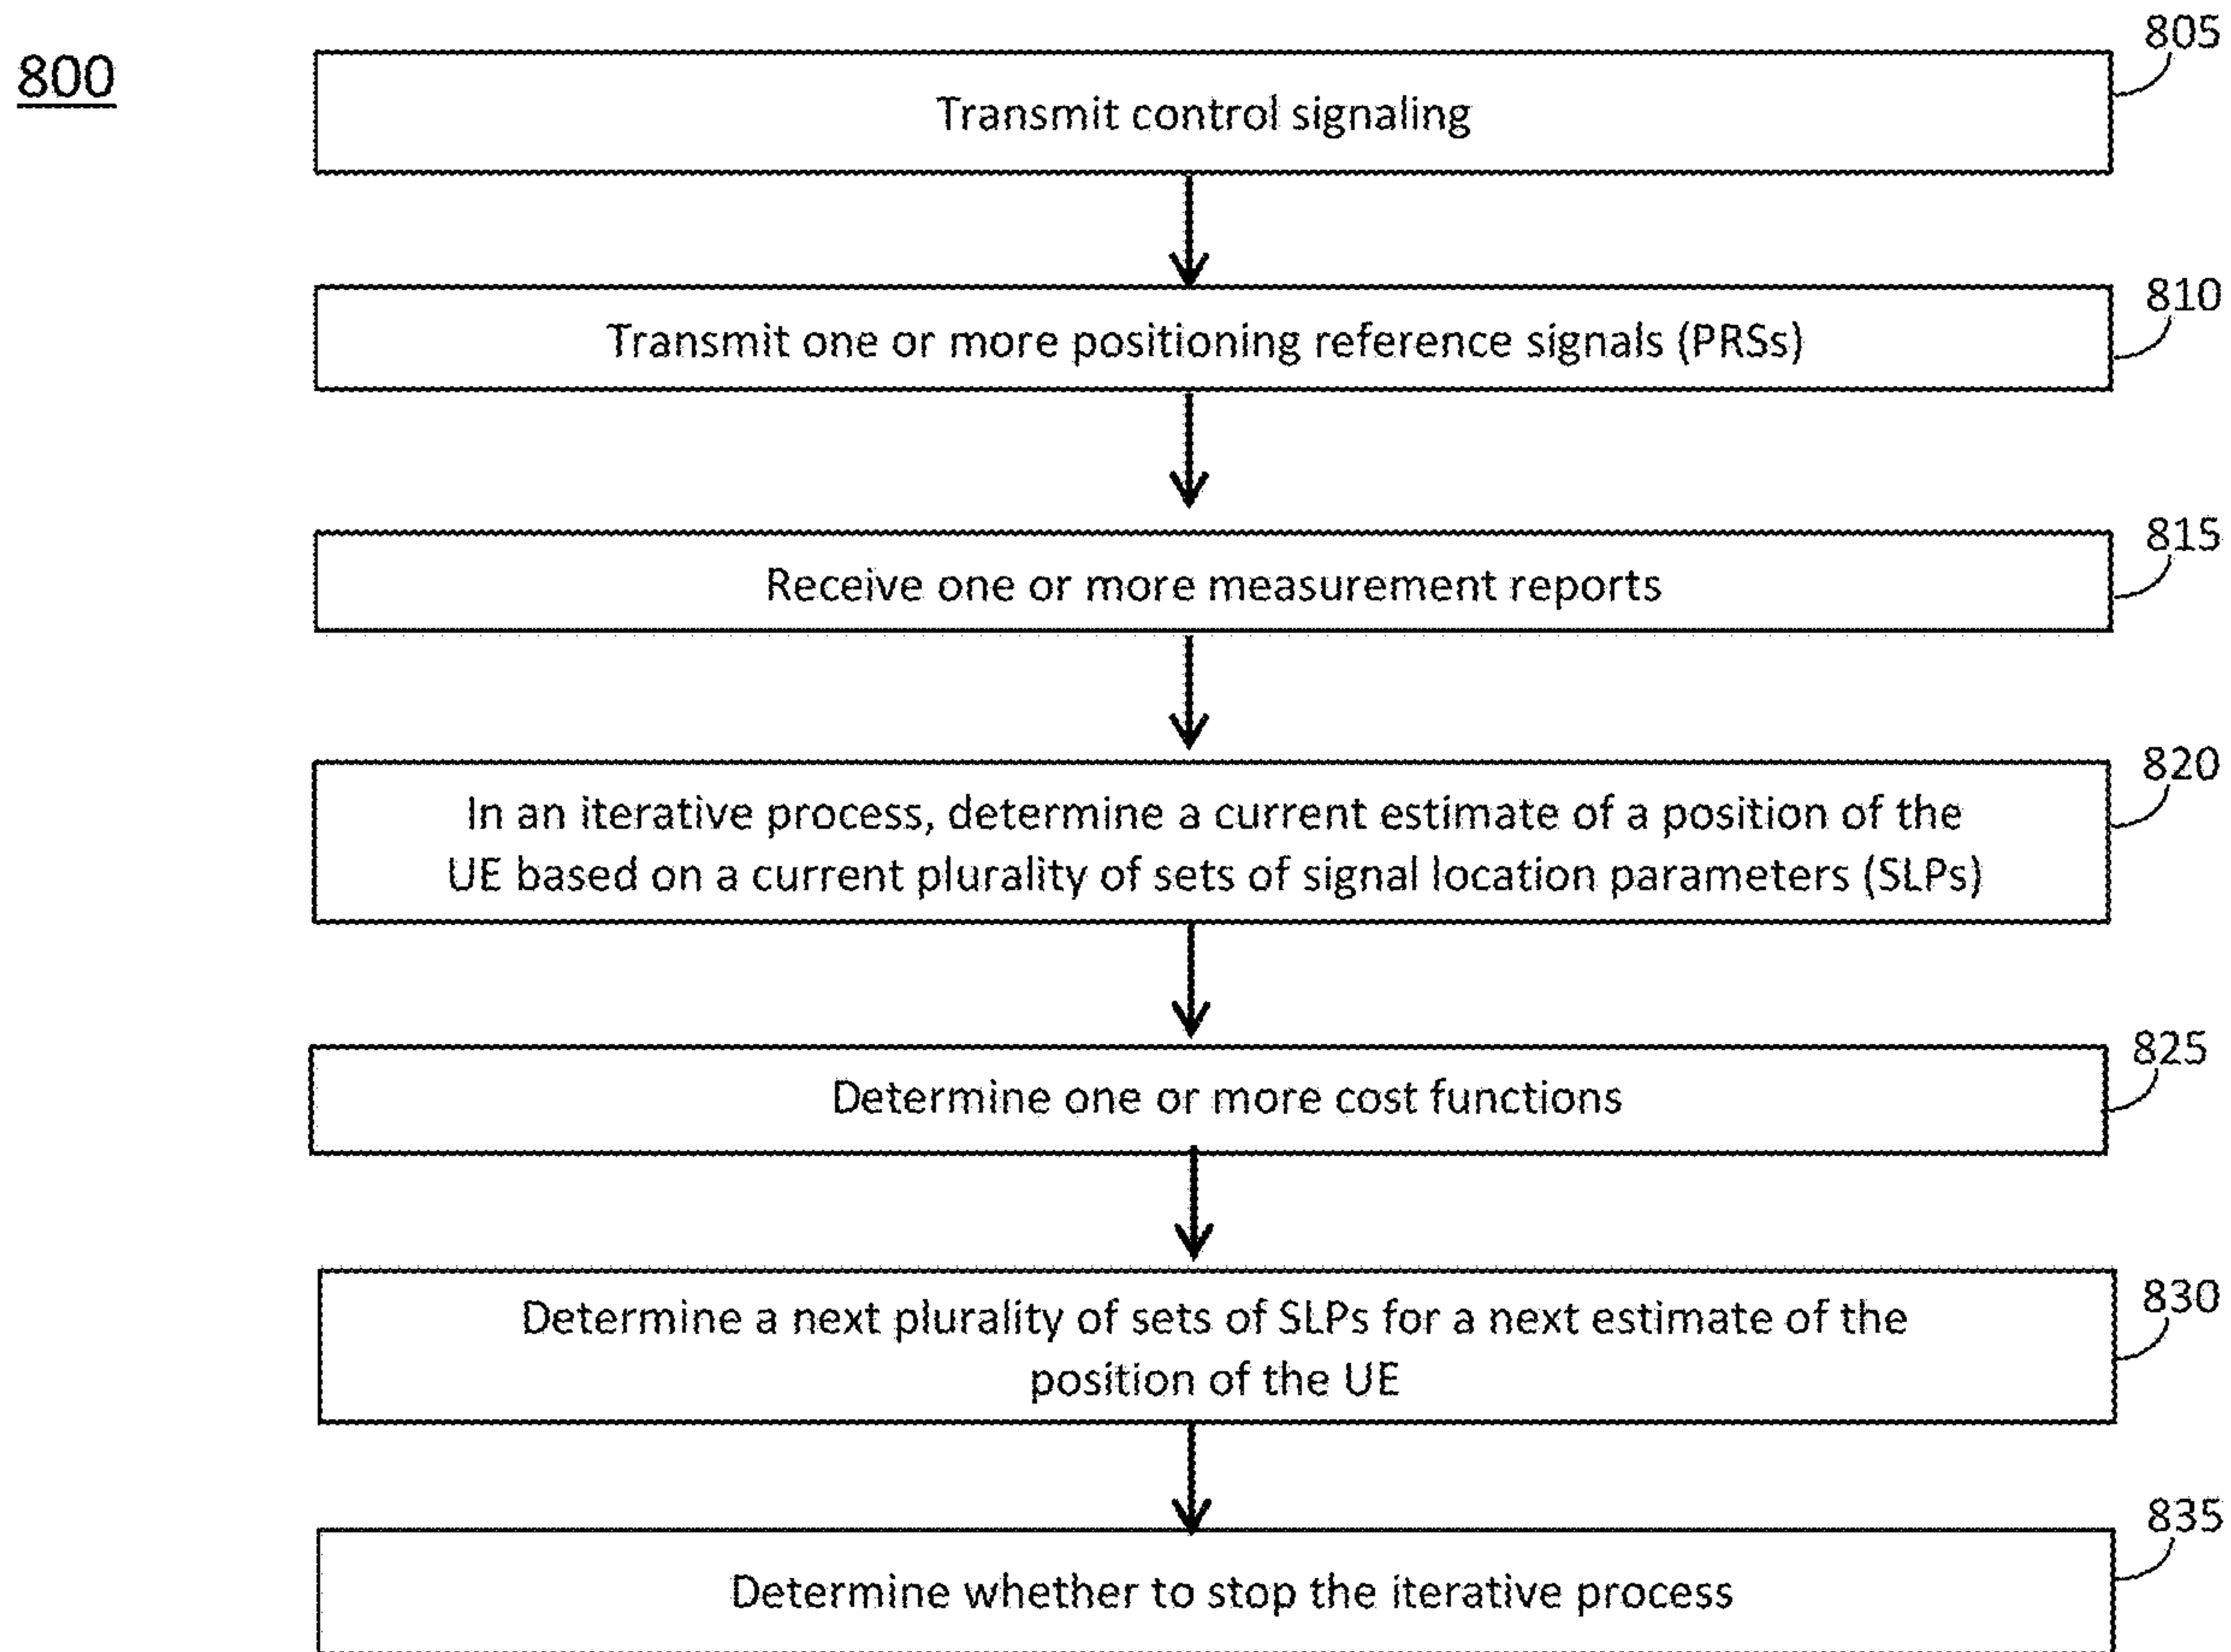 805
800
Transmit control signaling
810
Transmit one or more positioning reference signals (PRSs)
815
Receive one or more measurement reports
820
In an iterative process, determine a current estimate of a position of the
UE based on a current plurality of sets of signal location parameters (SLPs)
825
Determine one or more cost functions
830
Determine a next plurality of sets of SLPs for a next estimate of the
position of the UE
835
Determine whether to stop the iterative process